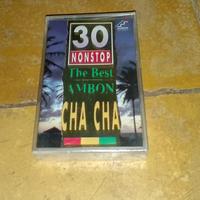 30
NONSTOP
The Best
AMBON
CHA CHA